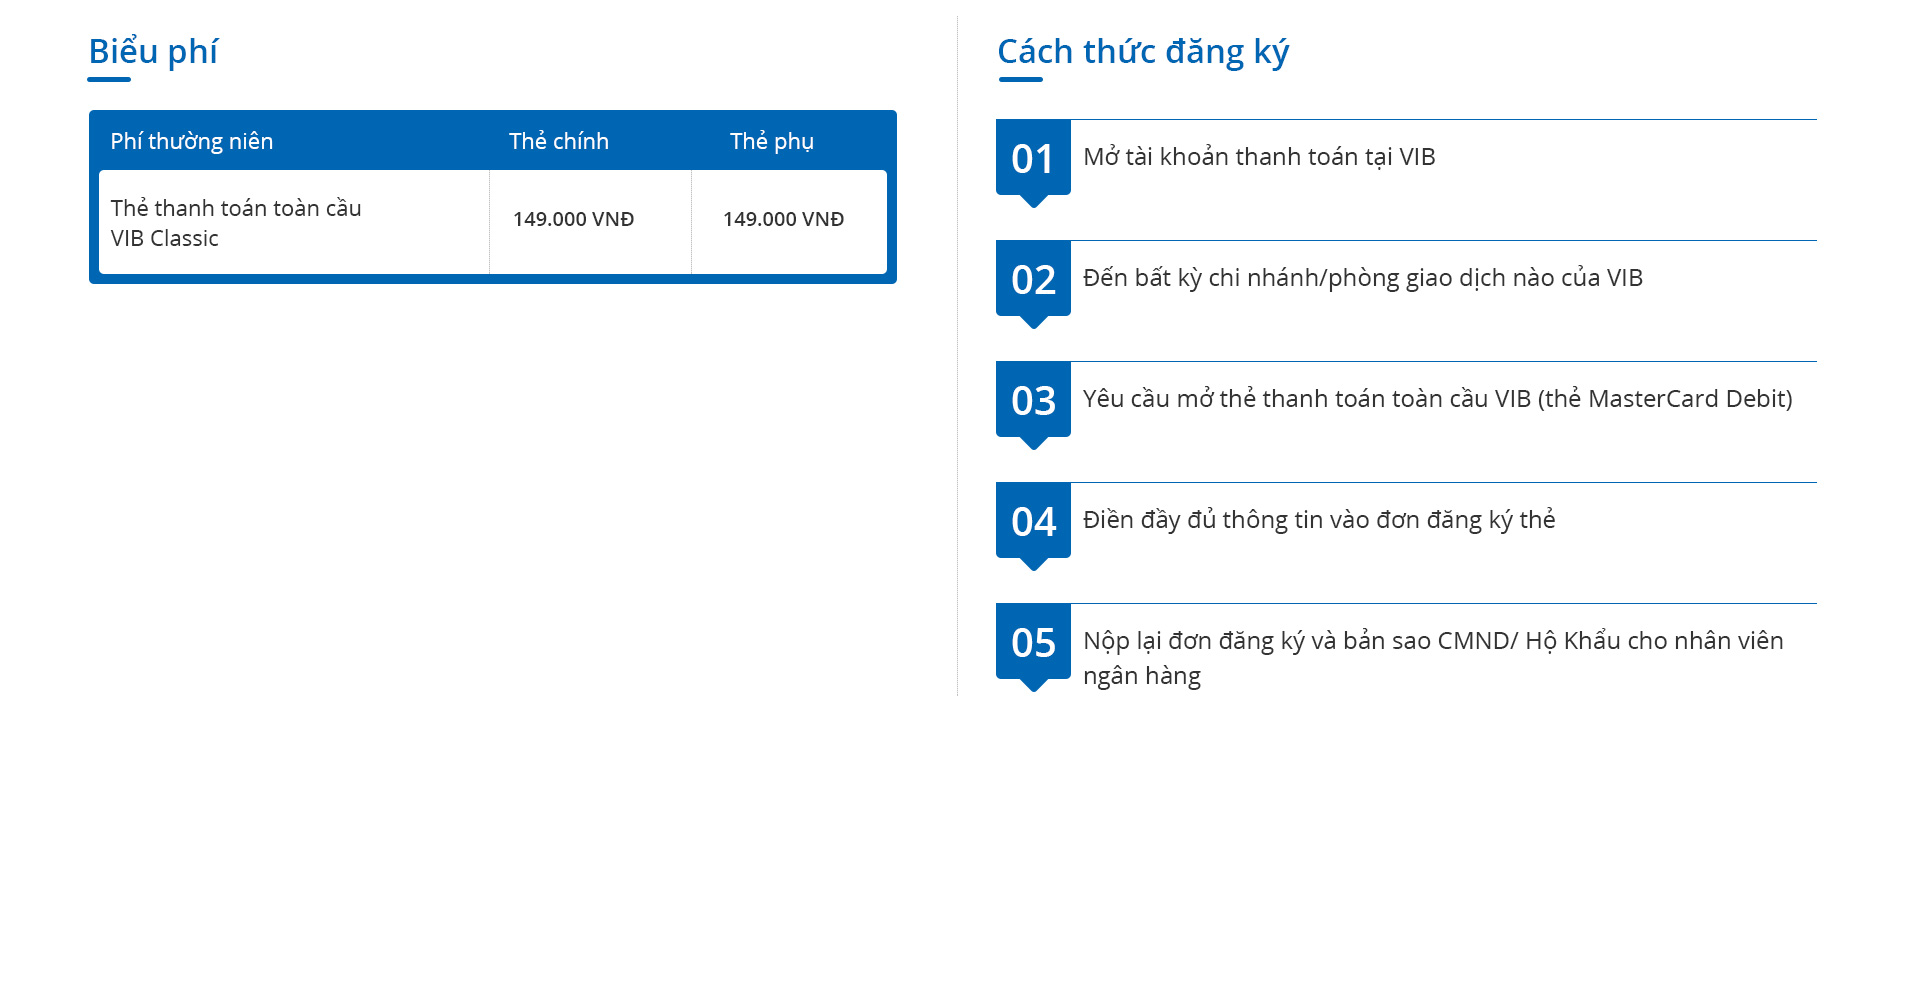 Biểu phí
Phí thường niên Thẻ chính Thẻ phụ
Thẻ thanh toán toàn cầu
VIB Classic
149.000 VNĐ 149.000 VNĐ
Cách thức đăng ký
01 Mở tài khoản thanh toán tại VIB
02 Đến bất kỳ chi nhánh/phòng giao dịch nào của VIB
03 Yêu cầu mở thẻ thanh toán toàn cầu VIB (thẻ MasterCard Debit)
04 Điền đầy đủ thông tin vào đơn đăng ký thẻ
05 Nộp lại đơn đăng ký và bản sao CMND/ Hộ Khẩu cho nhân viên
ngân hàng